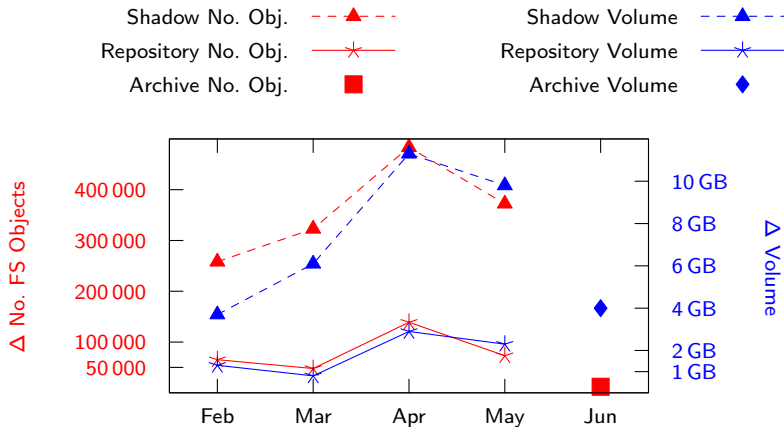 Shadow No. Obj.
Repository No. Obj.
Archive No. Obj.
Shadow Volume
Repository Volume
Archive Volume
Δ No. FS Objects
400 000
300 000
200 000
100 000
50 000
10 GB
8 GB
6 GB
4 GB
2 GB
1 GB
Δ Volume
Feb Mar Apr May Jun